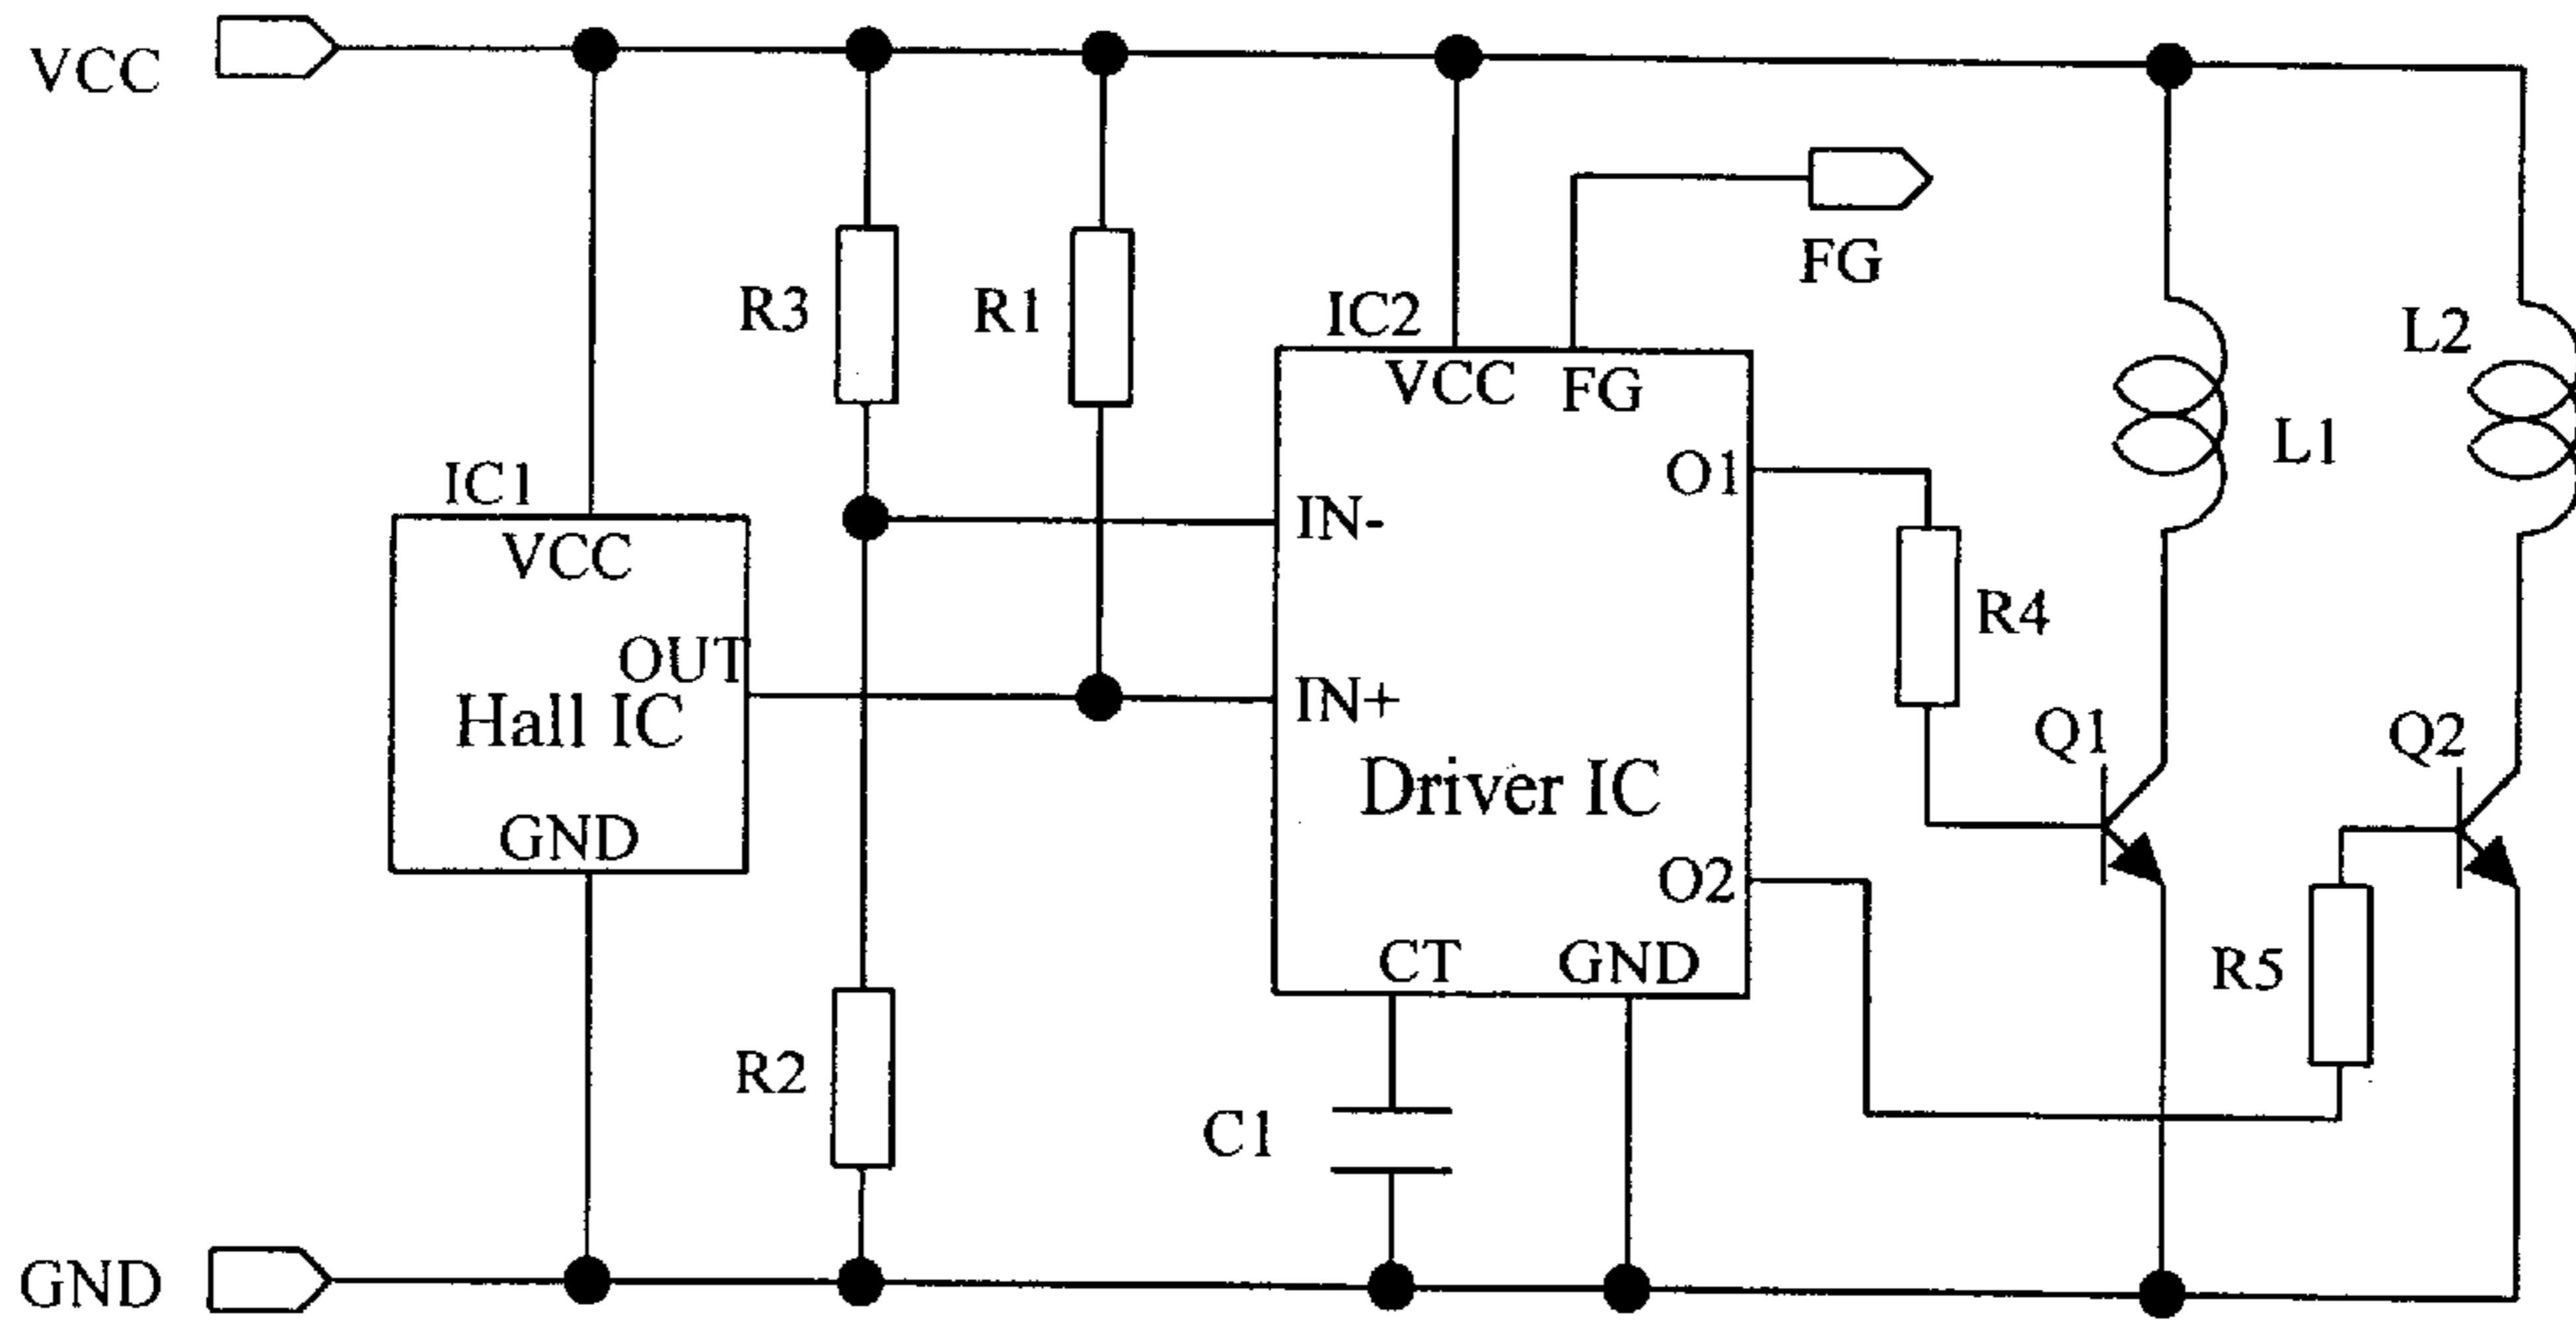 VCC
FG
R3
R1
IC2
L2
VCC FG
L1
O1
IC1
IN-
VCC
R4
OUT
IN+
Hall IC
Q1
Q2
Driver IC
GND
O2
CT GND
R5
R2
C1
GND